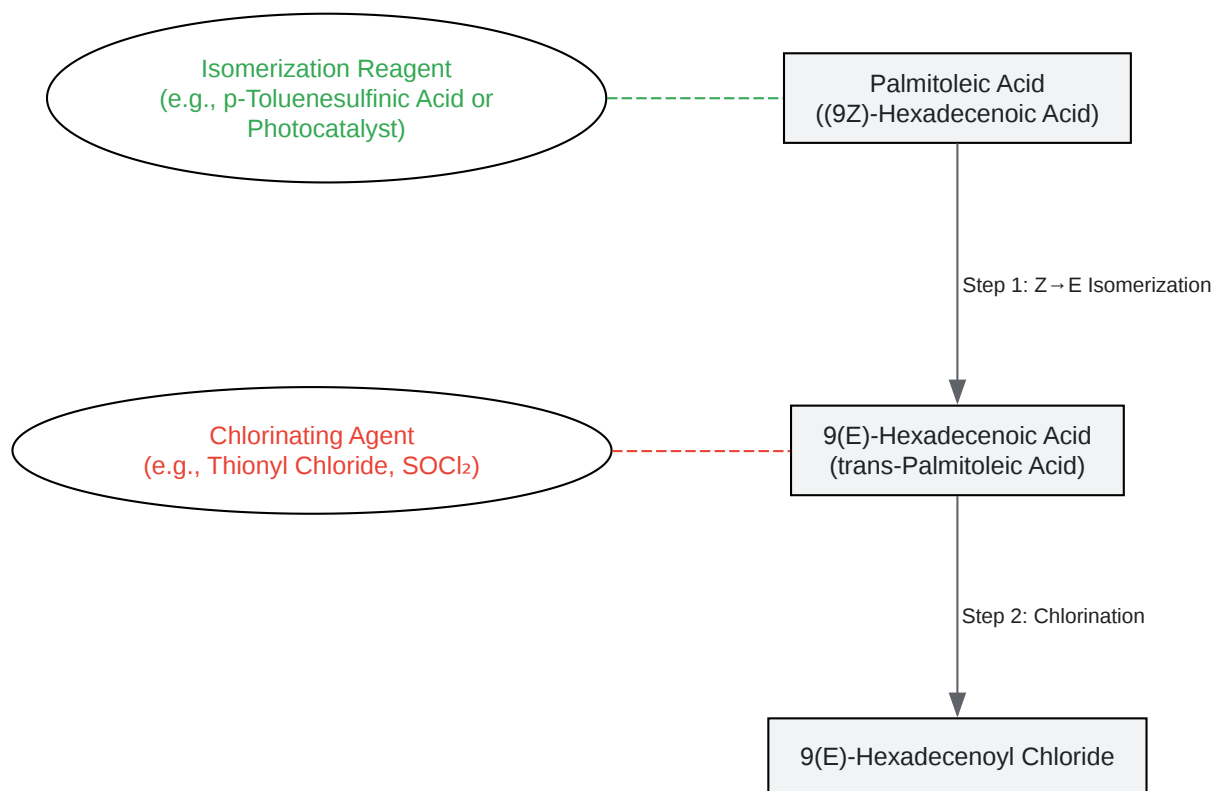 Isomerization Reagent
(e.g., p-Toluenesulfinic Acid or
Photocatalyst)
Palmitoleic Acid
((9Z)-Hexadecenoic Acid)
Step 1: Z→E Isomerization
Chlorinating Agent
(e.g., Thionyl Chloride, SOCl₂)
9(E)-Hexadecenoic Acid
(trans-Palmitoleic Acid)
Step 2: Chlorination
9(E)-Hexadecenoyl Chloride